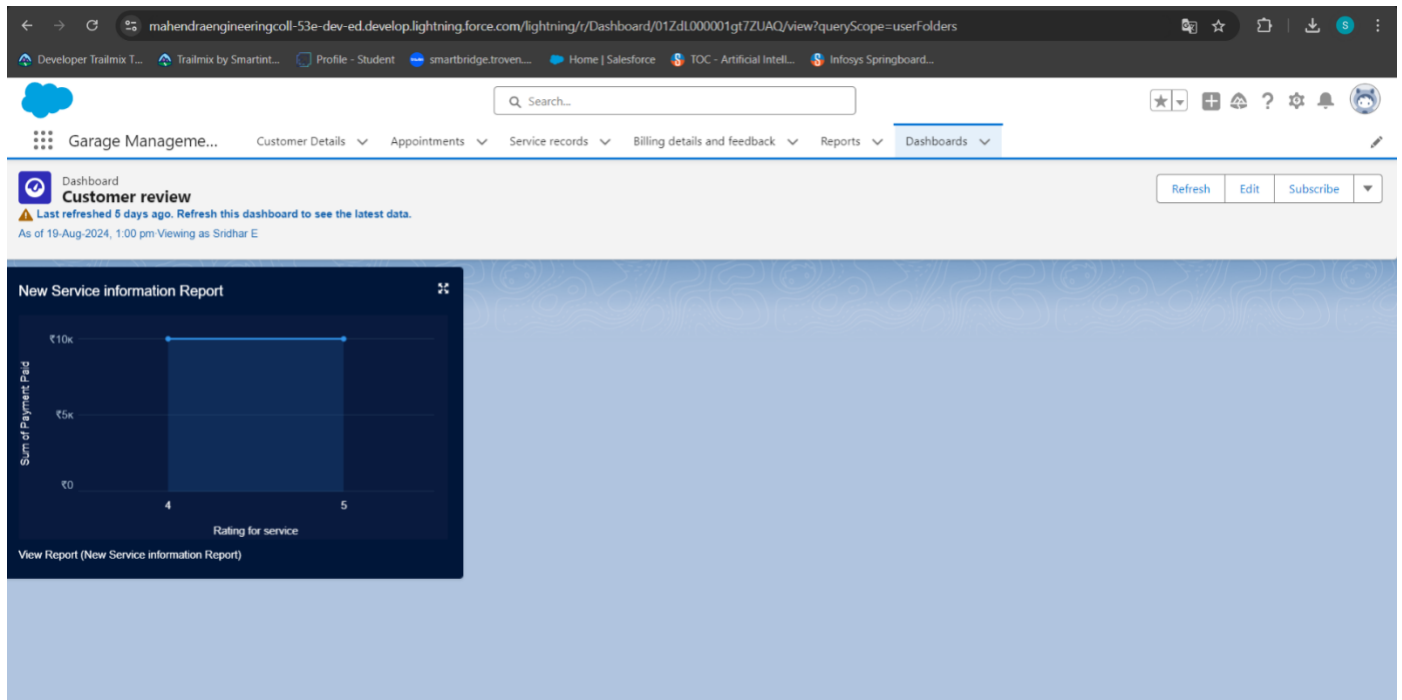 mahendraengineeringcoll-53e-dev-ed.develop.lightning.force.com/lightning/r/Dashboard/01ZdL000001gt7ZUAQ/view?queryScope=userFolders
S
Developer Trailmix T... Trailmix by Smartint... Profile - Student smartbridge.troven.... Home | Salesforce TOC - Artificial Intell... Infosys Springboard...
Search...
Garage Manageme... Customer Details Appointments Service records Billing details and feedback Reports Dashboards
Dashboard
Customer review
Refresh Edit Subscribe
Last refreshed 5 days ago. Refresh this dashboard to see the latest data.
As of 19-Aug-2024, 1:00 pm·Viewing as Sridhar E
New Service information Report
₹10K
₹5K
₹0
Sum of Payment Paid
4 5
Rating for service
View Report (New Service information Report)